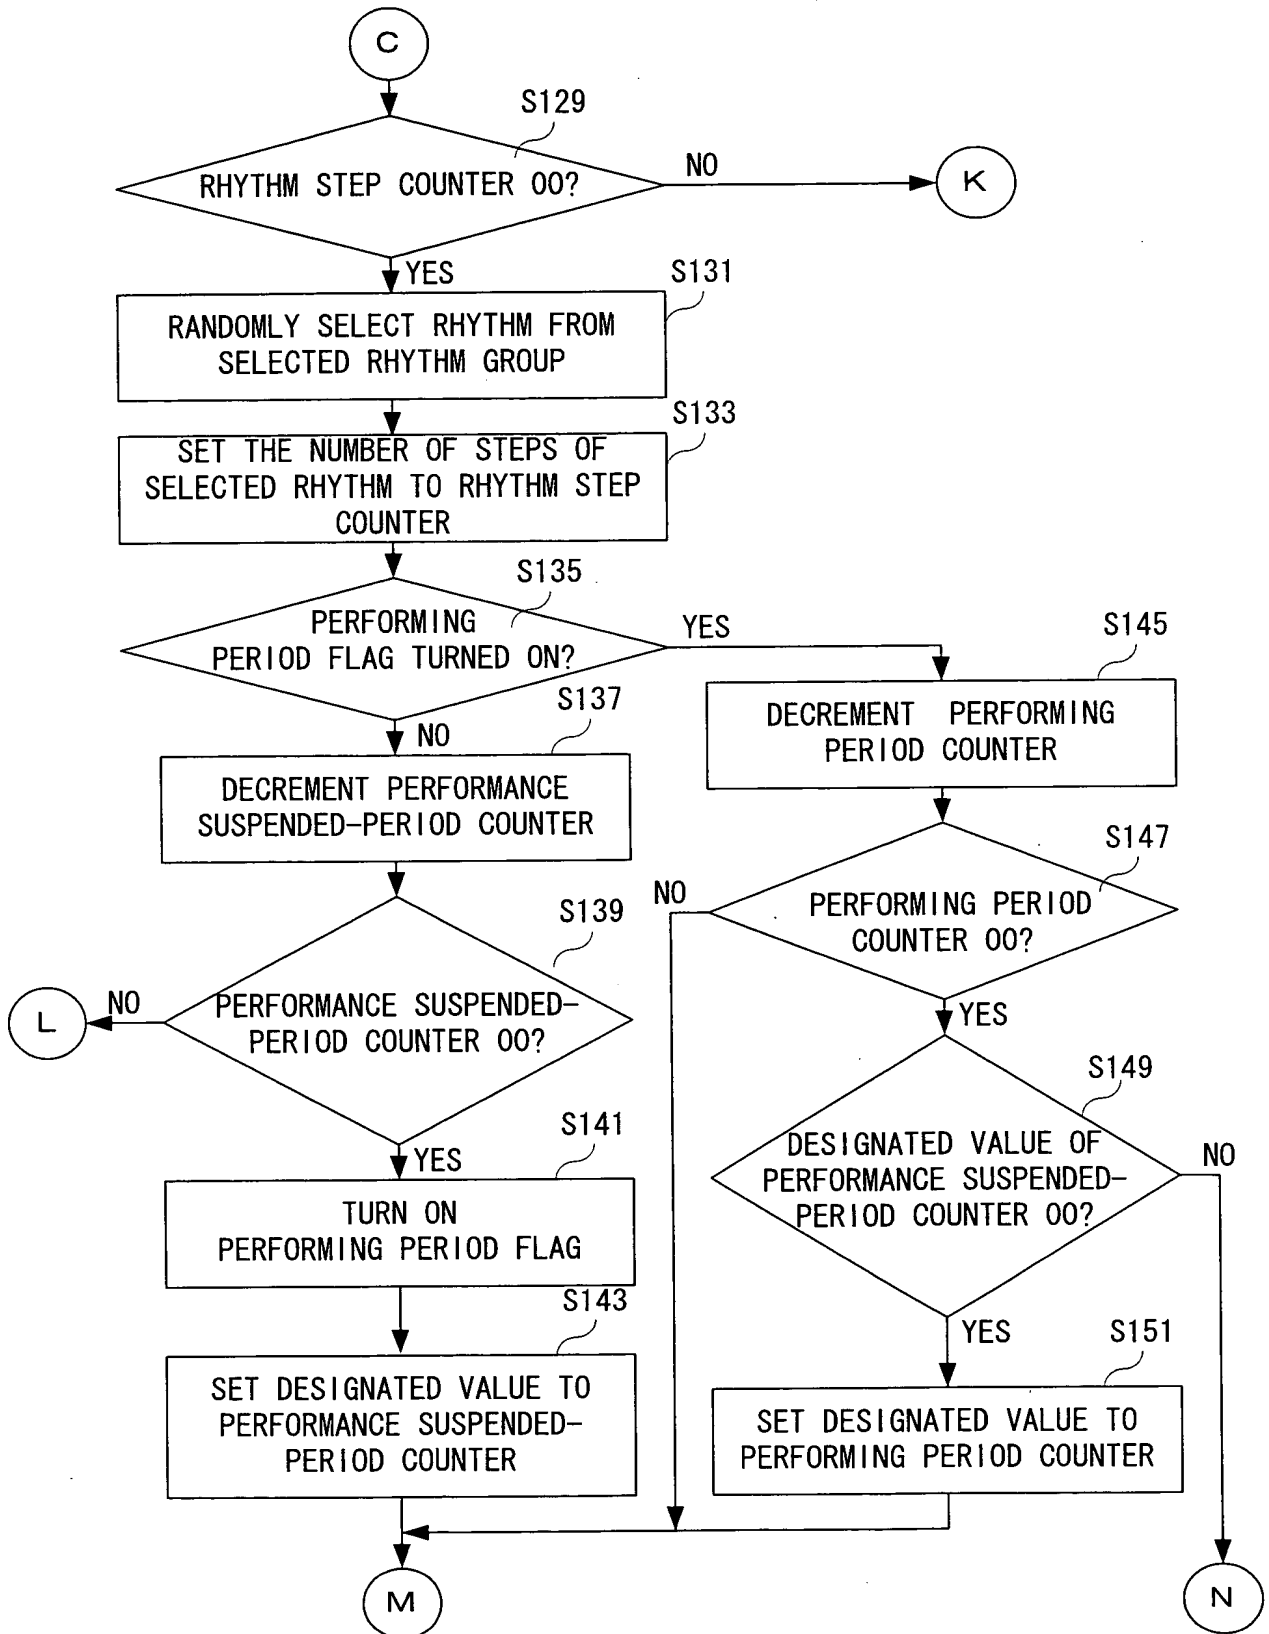 C
S129
RHYTHM STEP COUNTER 00?
NO
K
YES
S131
RANDOMLY SELECT RHYTHM FROM
SELECTED RHYTHM GROUP
S133
SET THE NUMBER OF STEPS OF
SELECTED RHYTHM TO RHYTHM STEP
COUNTER
S135
PERFORMING
PERIOD FLAG TURNED ON?
YES
S145
DECREMENT PERFORMING
PERIOD COUNTER
NO
S137
DECREMENT PERFORMANCE
SUSPENDED-PERIOD COUNTER
S147
PERFORMING PERIOD
COUNTER 00?
NO
YES
S139
PERFORMANCE SUSPENDED-
PERIOD COUNTER 00?
NO
L
YES
S149
DESIGNATED VALUE OF
PERFORMANCE SUSPENDED-
PERIOD COUNTER 00?
NO
YES
S141
TURN ON
PERFORMING PERIOD FLAG
S143
SET DESIGNATED VALUE TO
PERFORMANCE SUSPENDED-
PERIOD COUNTER
S151
SET DESIGNATED VALUE TO
PERFORMING PERIOD COUNTER
M
N